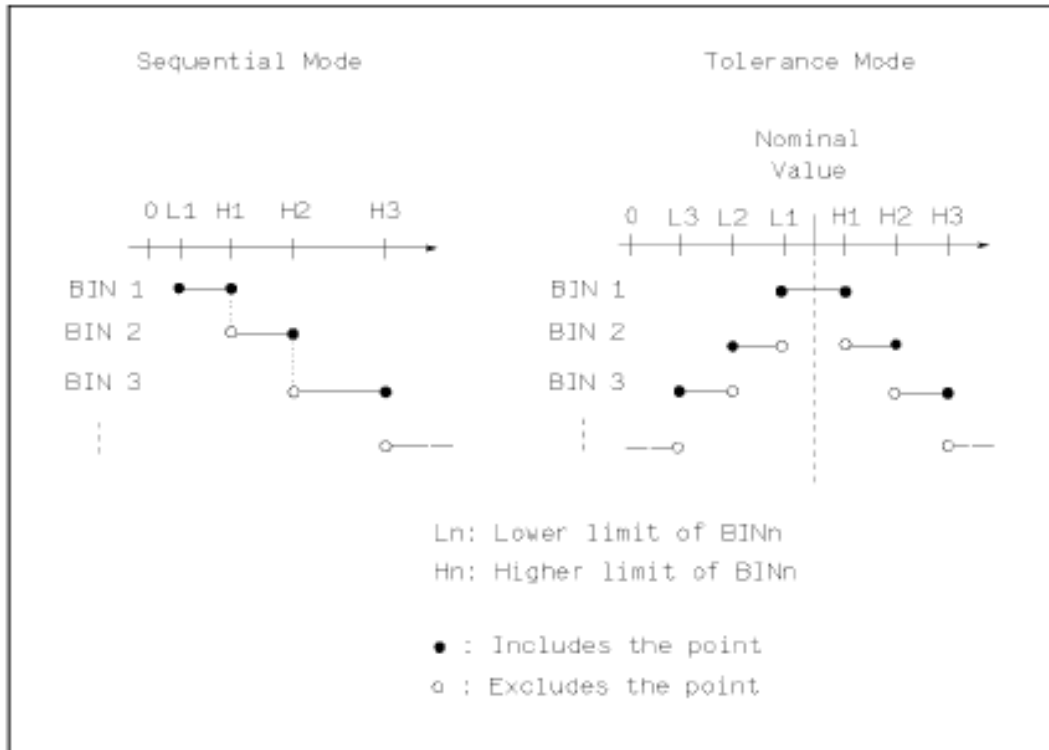 Sequential Mode
0 L1 H1 H2 H3
BIN 1
BIN 2
BIN 3
Tolerance Mode
Nominal
Value
0 L3 L2 L1 H1 H2 H3
BIN 1
BIN 2
BIN 3
Ln: Lower limit of BINn
Hn: Higher limit of BINn
: Includes the point
: Excludes the point